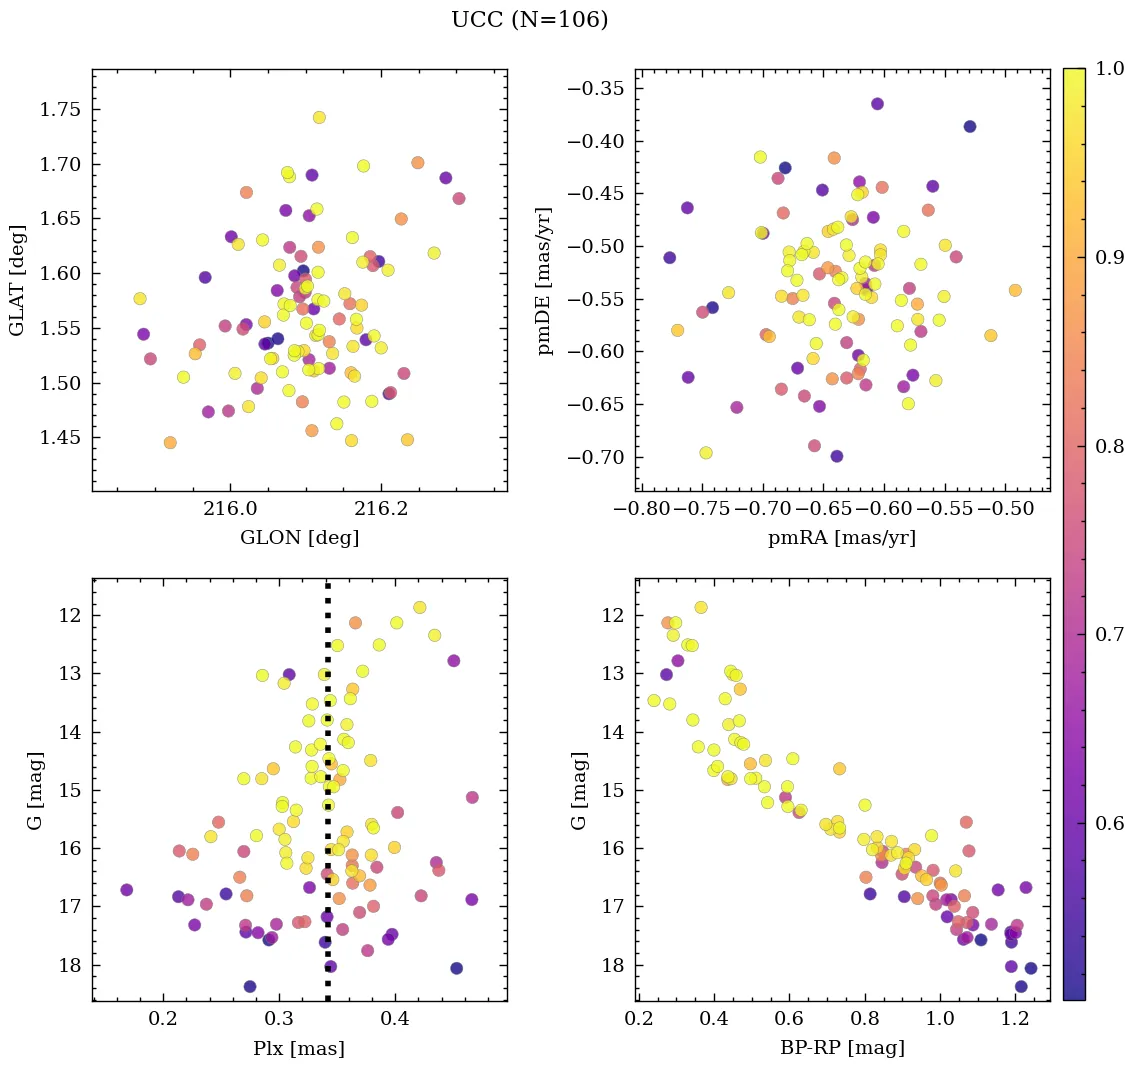 UCC (N=106)
1.75
1.70
1.65
1.60
1.55
1.50
1.45
GLAT [deg]
216.0 216.2
GLON [deg]
−0.35
−0.40
−0.45
−0.50
−0.55
−0.60
−0.65
−0.70
pmDE [mas/yr]
−0.80 −0.75 −0.70 −0.65 −0.60 −0.55 −0.50
pmRA [mas/yr]
12
13
14
15
16
17
18
G [mag]
0.2 0.3 0.4
Plx [mas]
12
13
14
15
16
17
18
G [mag]
0.2 0.4 0.6 0.8 1.0 1.2
BP-RP [mag]
1.0
0.9
0.8
0.7
0.6